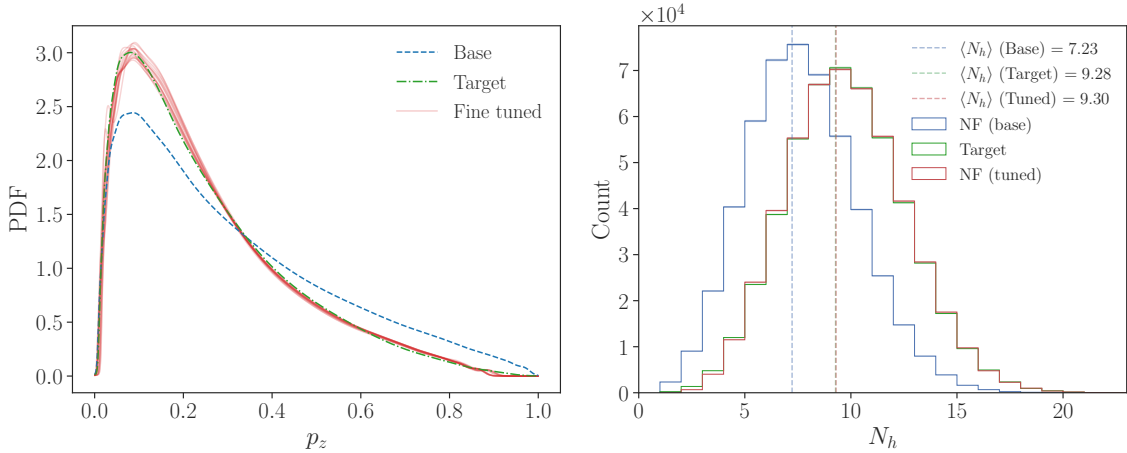 3.0
2.5
2.0
1.5
1.0
0.5
0.0
PDF
0.0 0.2 0.4 0.6 0.8 1.0
p_z
Base
Target
Fine tuned
×10⁴
7
6
5
4
3
2
1
0
Count
0 5 10 15 20
N_h
⟨N_h⟩ (Base) = 7.23
⟨N_h⟩ (Target) = 9.28
⟨N_h⟩ (Tuned) = 9.30
NF (base)
Target
NF (tuned)